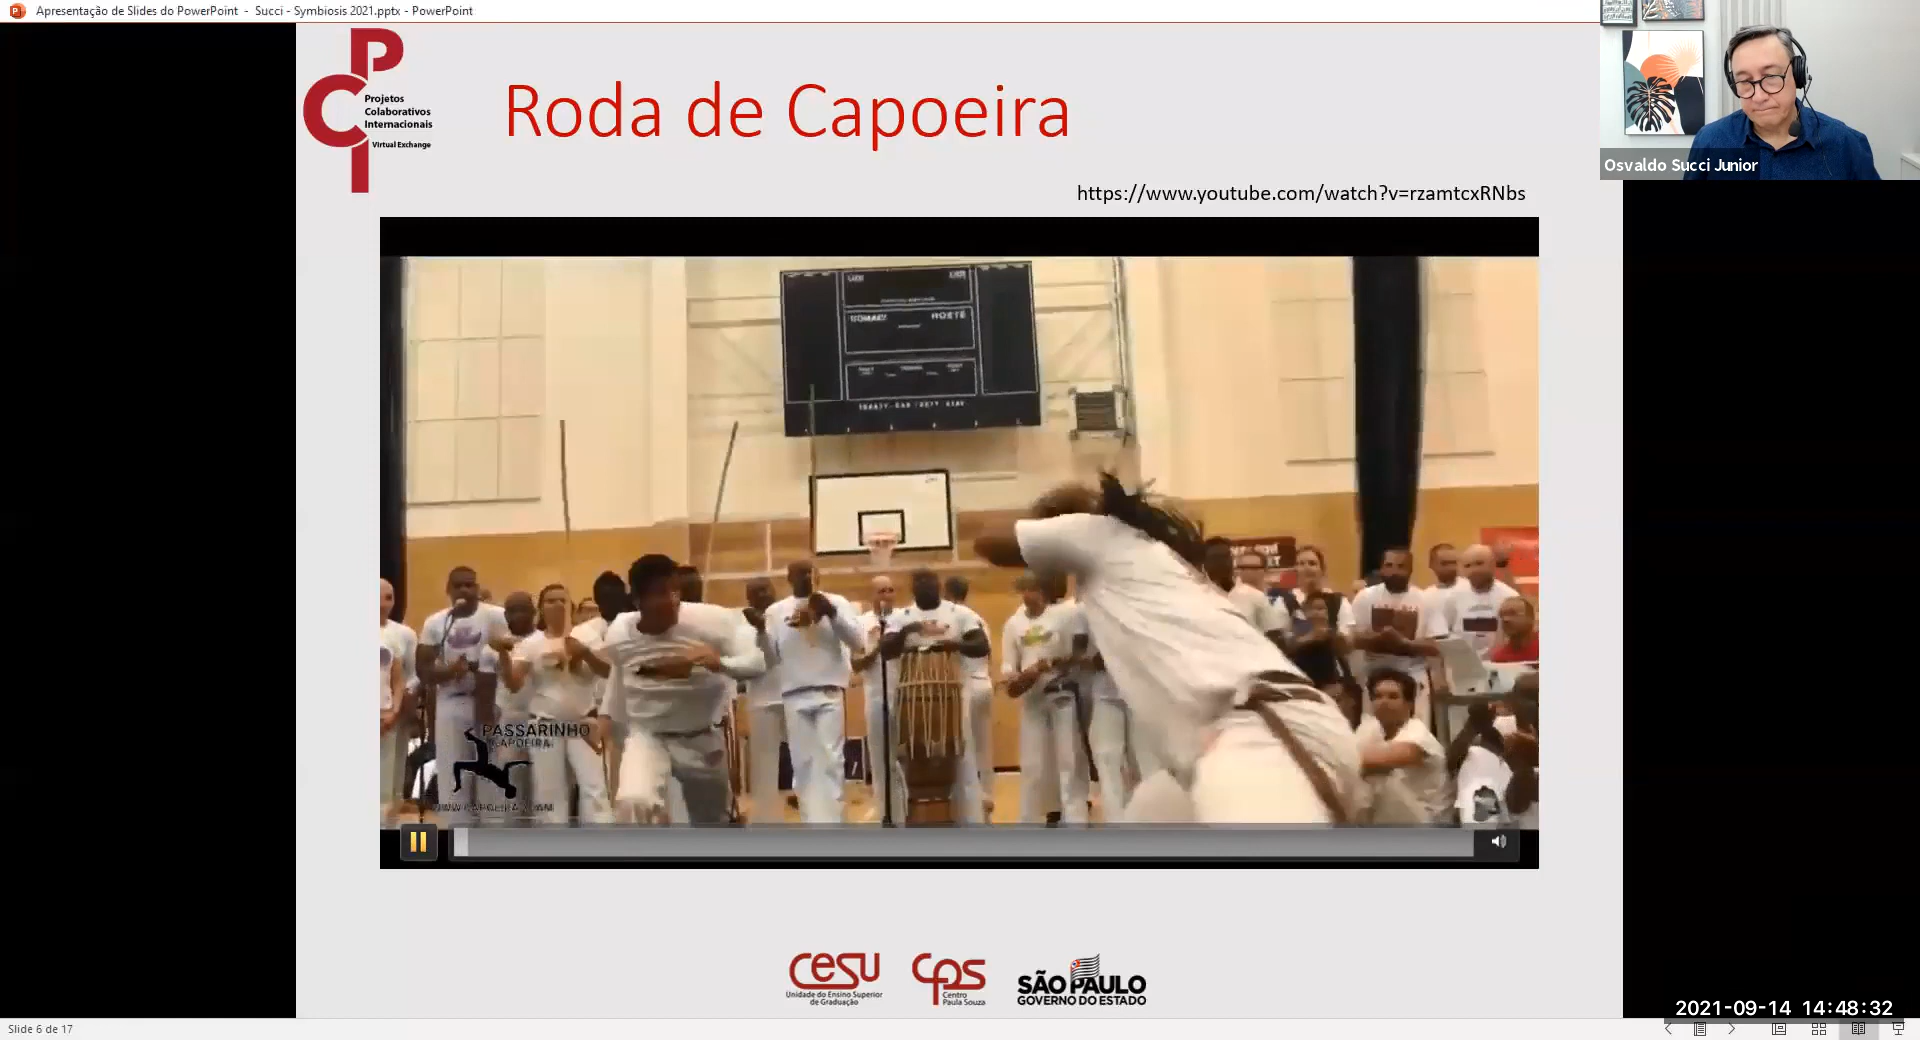 Apresentação de Slides do PowerPoint - Succi - Symbiosis 2021.pptx - PowerPoint
PCI
Projetos
Colaborativos
Internacionais
Virtual Exchange
Roda de Capoeira
https://www.youtube.com/watch?v=rzamtcxRNbs
Osvaldo Succi Junior
PASSARINHO
CAPOEIRA
cesu
Unidade do Ensino Superior
de Graduação
cps
Centro
Paula Souza
SÃO PAULO
GOVERNO DO ESTADO
2021-09-14 14:48:32
Slide 6 de 17